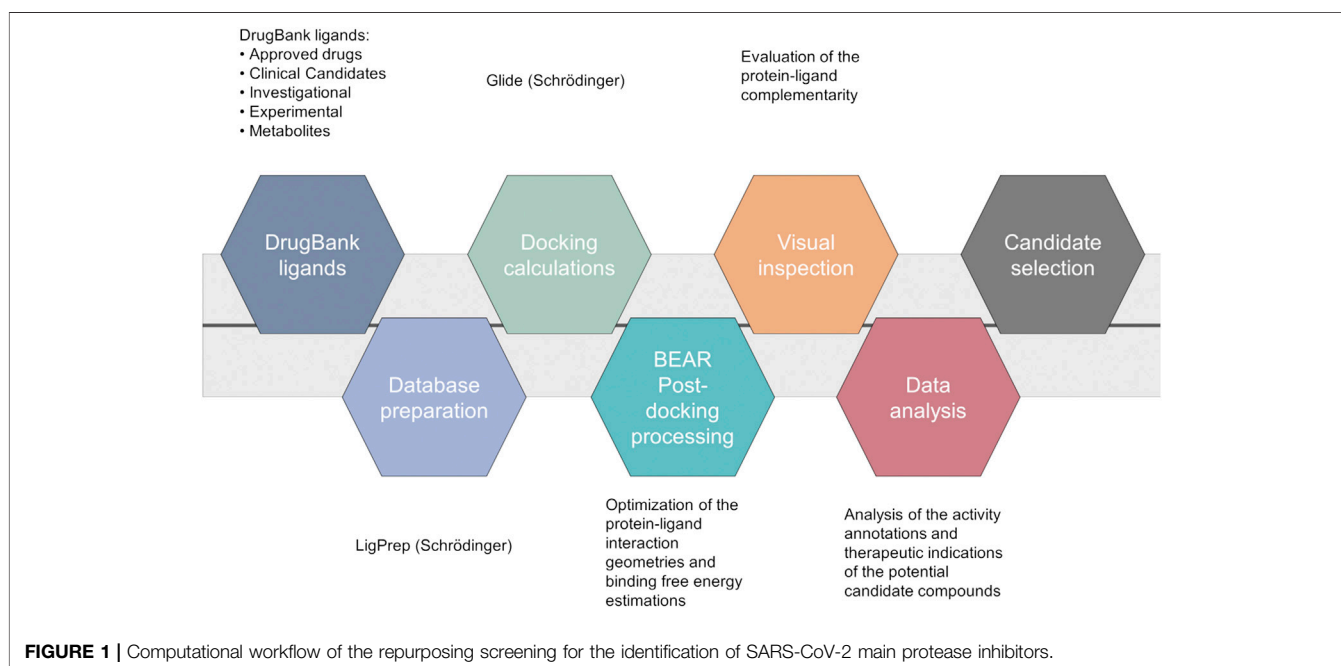 DrugBank ligands:
• Approved drugs
• Clinical Candidates
• Investigational
• Experimental
• Metabolites
Glide (Schrödinger)
Evaluation of the
protein-ligand
complementarity
DrugBank
ligands
Docking
calculations
Visual
inspection
Candidate
selection
Database
preparation
BEAR
Post-
docking
processing
Data
analysis
LigPrep (Schrödinger)
Optimization of the
protein-ligand
interaction
geometries and
binding free energy
estimations
Analysis of the activity
annotations and
therapeutic indications
of the potential
candidate compounds
FIGURE 1 | Computational workflow of the repurposing screening for the identification of SARS-CoV-2 main protease inhibitors.